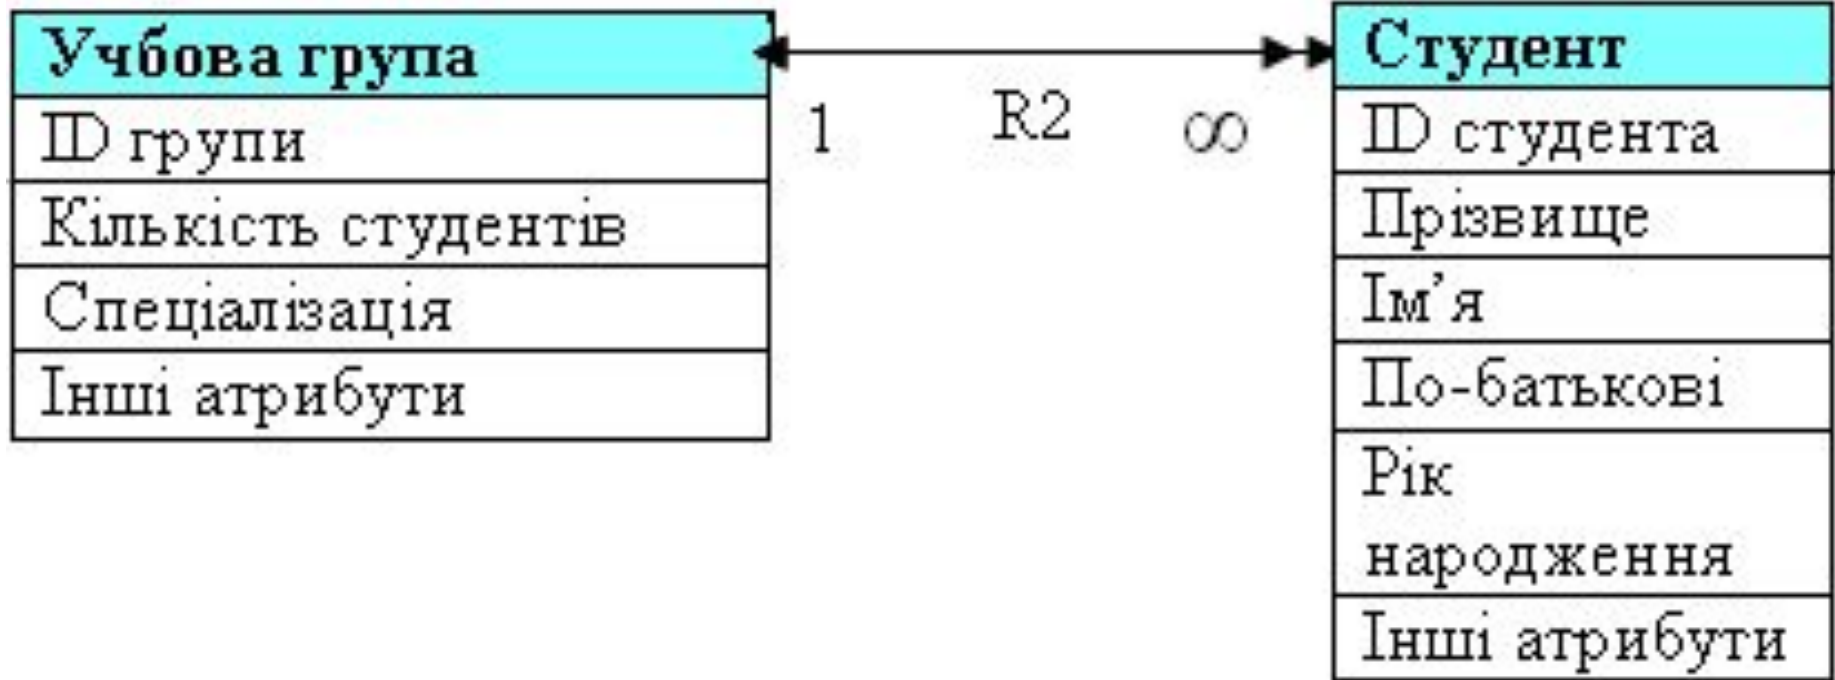 Учбова група
ID групи
Кількість студентів
Спеціалізація
Інші атрибути
1 R2 ∞
Студент
ID студента
Прізвище
Ім’я
По-батькові
Рік
народження
Інші атрибути